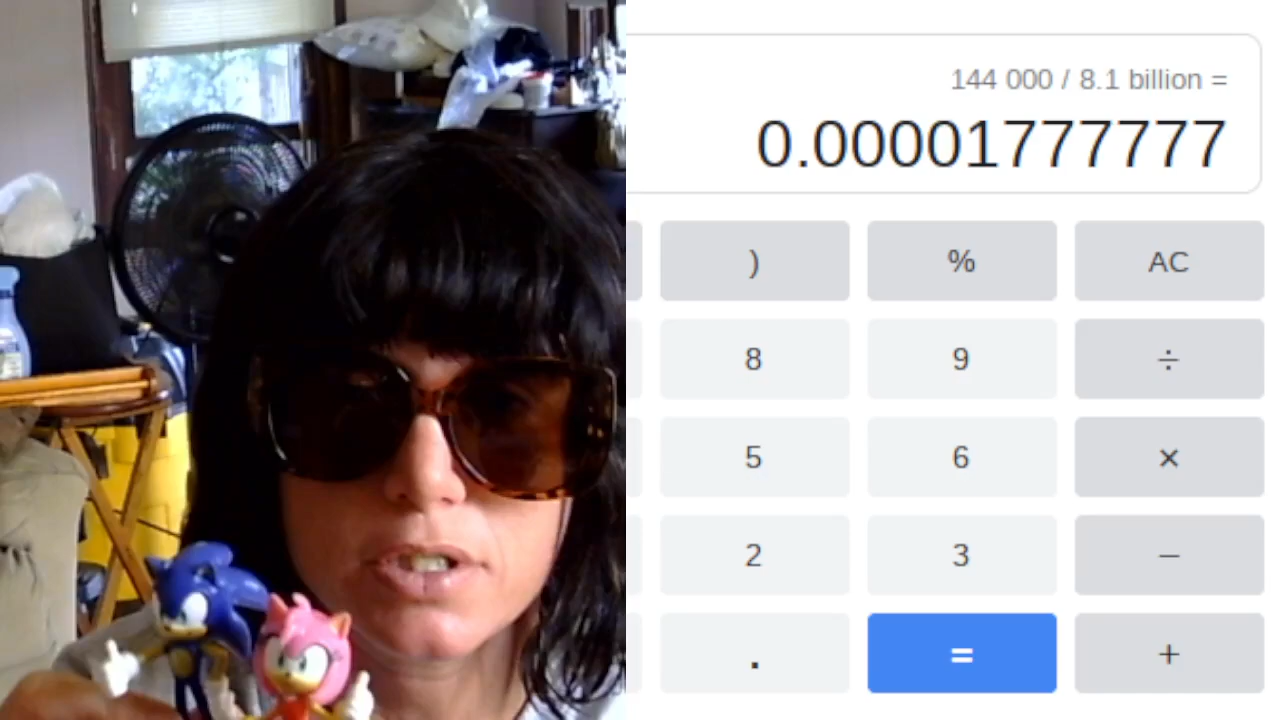 144 000 / 8.1 billion =
0.00001777777
) % AC
8 9 ÷
5 6 ×
2 3 −
. = +